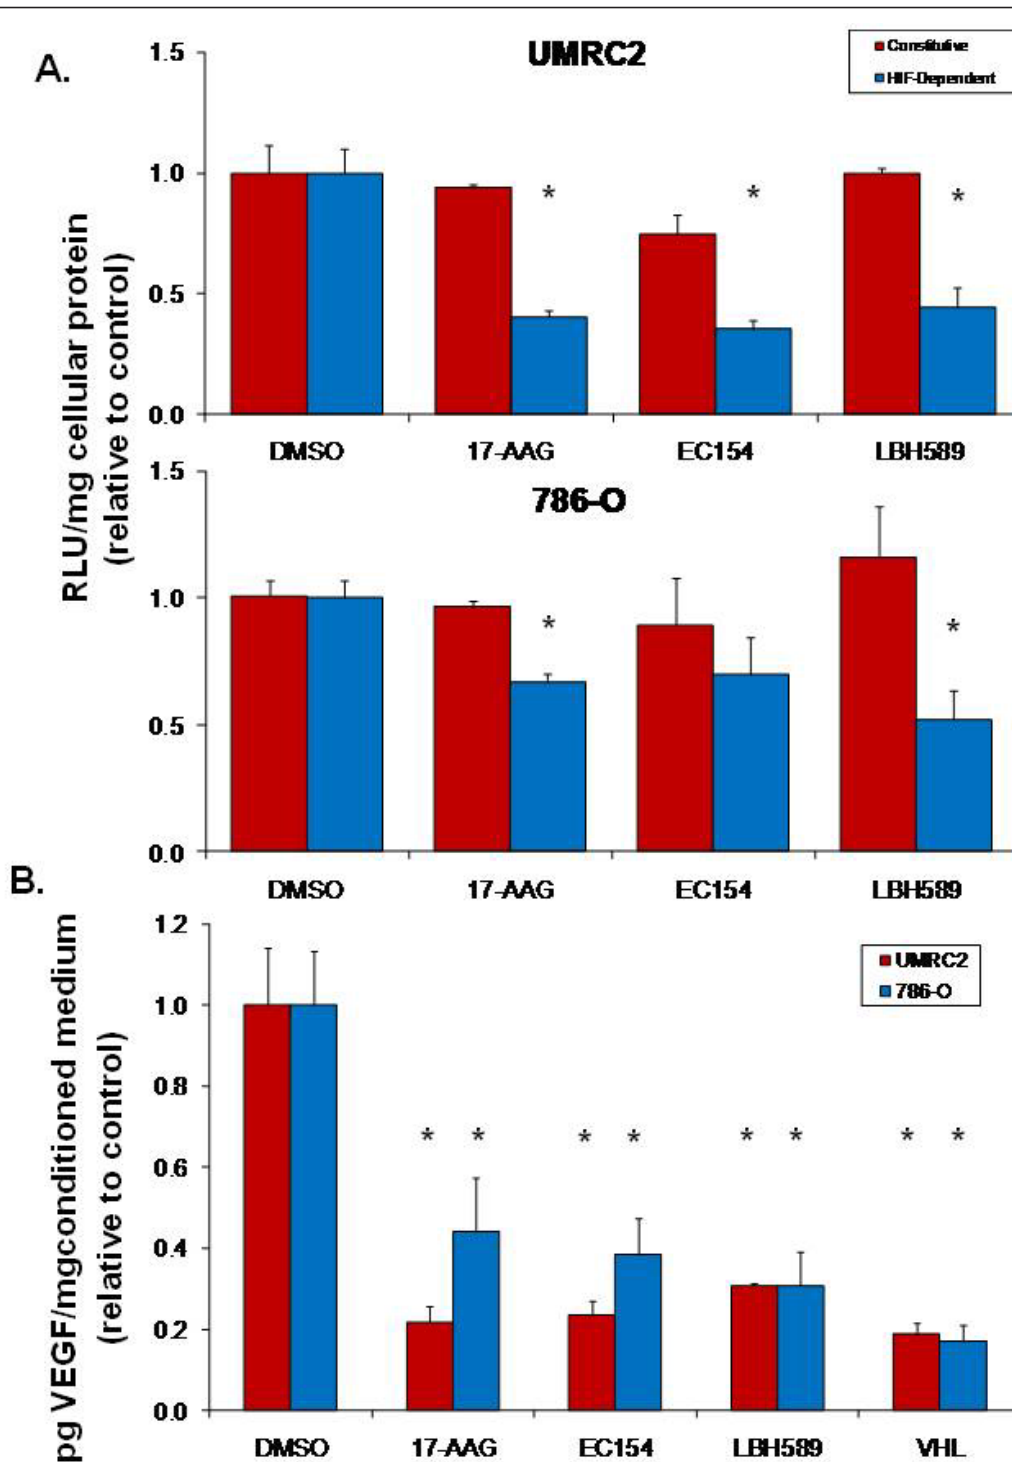 A.
UMRC2
Constitutive
HIF-Dependent
RLU/mg cellular protein
(relative to control)
1.5
1.0
0.5
0.0
* * *
DMSO 17-AAG EC154 LBH589
786-O
1.5
1.0
0.5
0.0
* *
DMSO 17-AAG EC154 LBH589
B.
pg VEGF/mgconditioned medium
(relative to control)
UMRC2
786-O
1.2
1.0
0.8
0.6
0.4
0.2
0.0
* * * * * * * *
DMSO 17-AAG EC154 LBH589 VHL